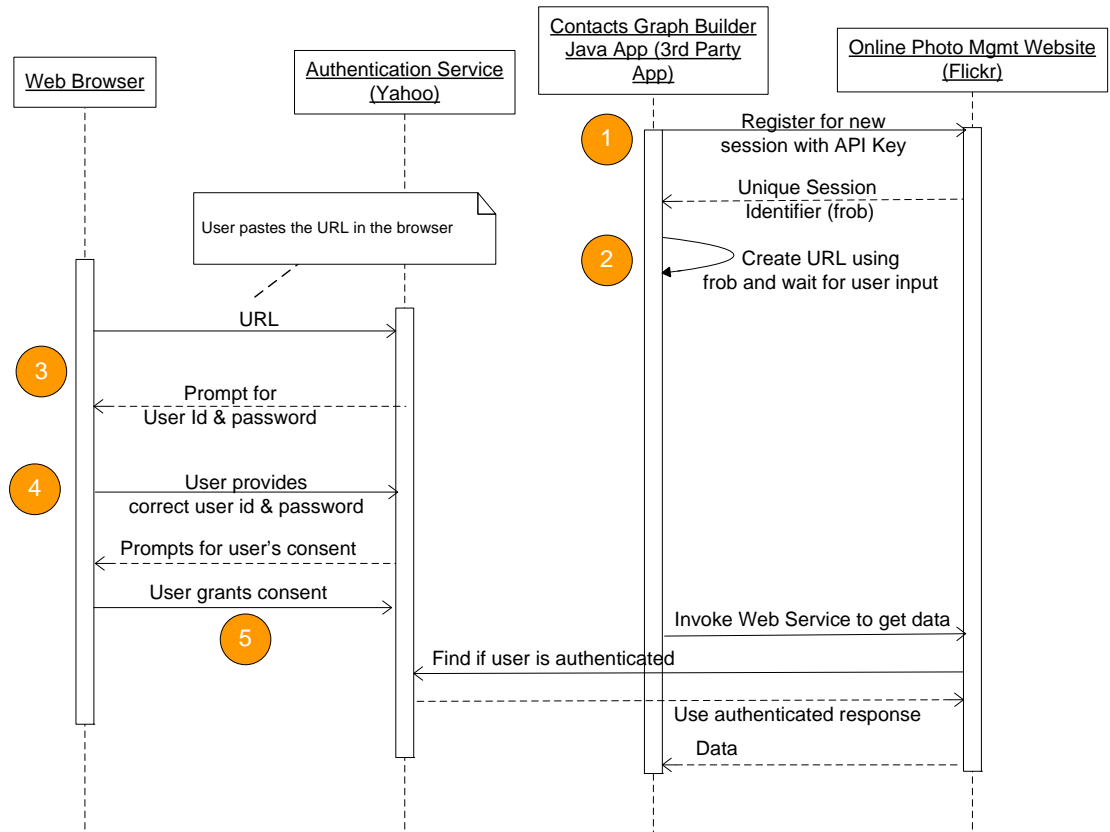 Web Browser
Authentication Service
(Yahoo)
Contacts Graph Builder
Java App (3rd Party
App)
Online Photo Mgmt Website
(Flickr)
1
Register for new
session with API Key
Unique Session
Identifier (frob)
User pastes the URL in the browser
2
Create URL using
frob and wait for user input
URL
3
Prompt for
User Id & password
4
User provides
correct user id & password
Prompts for user's consent
User grants consent
5
Invoke Web Service to get data
Find if user is authenticated
Use authenticated response
Data